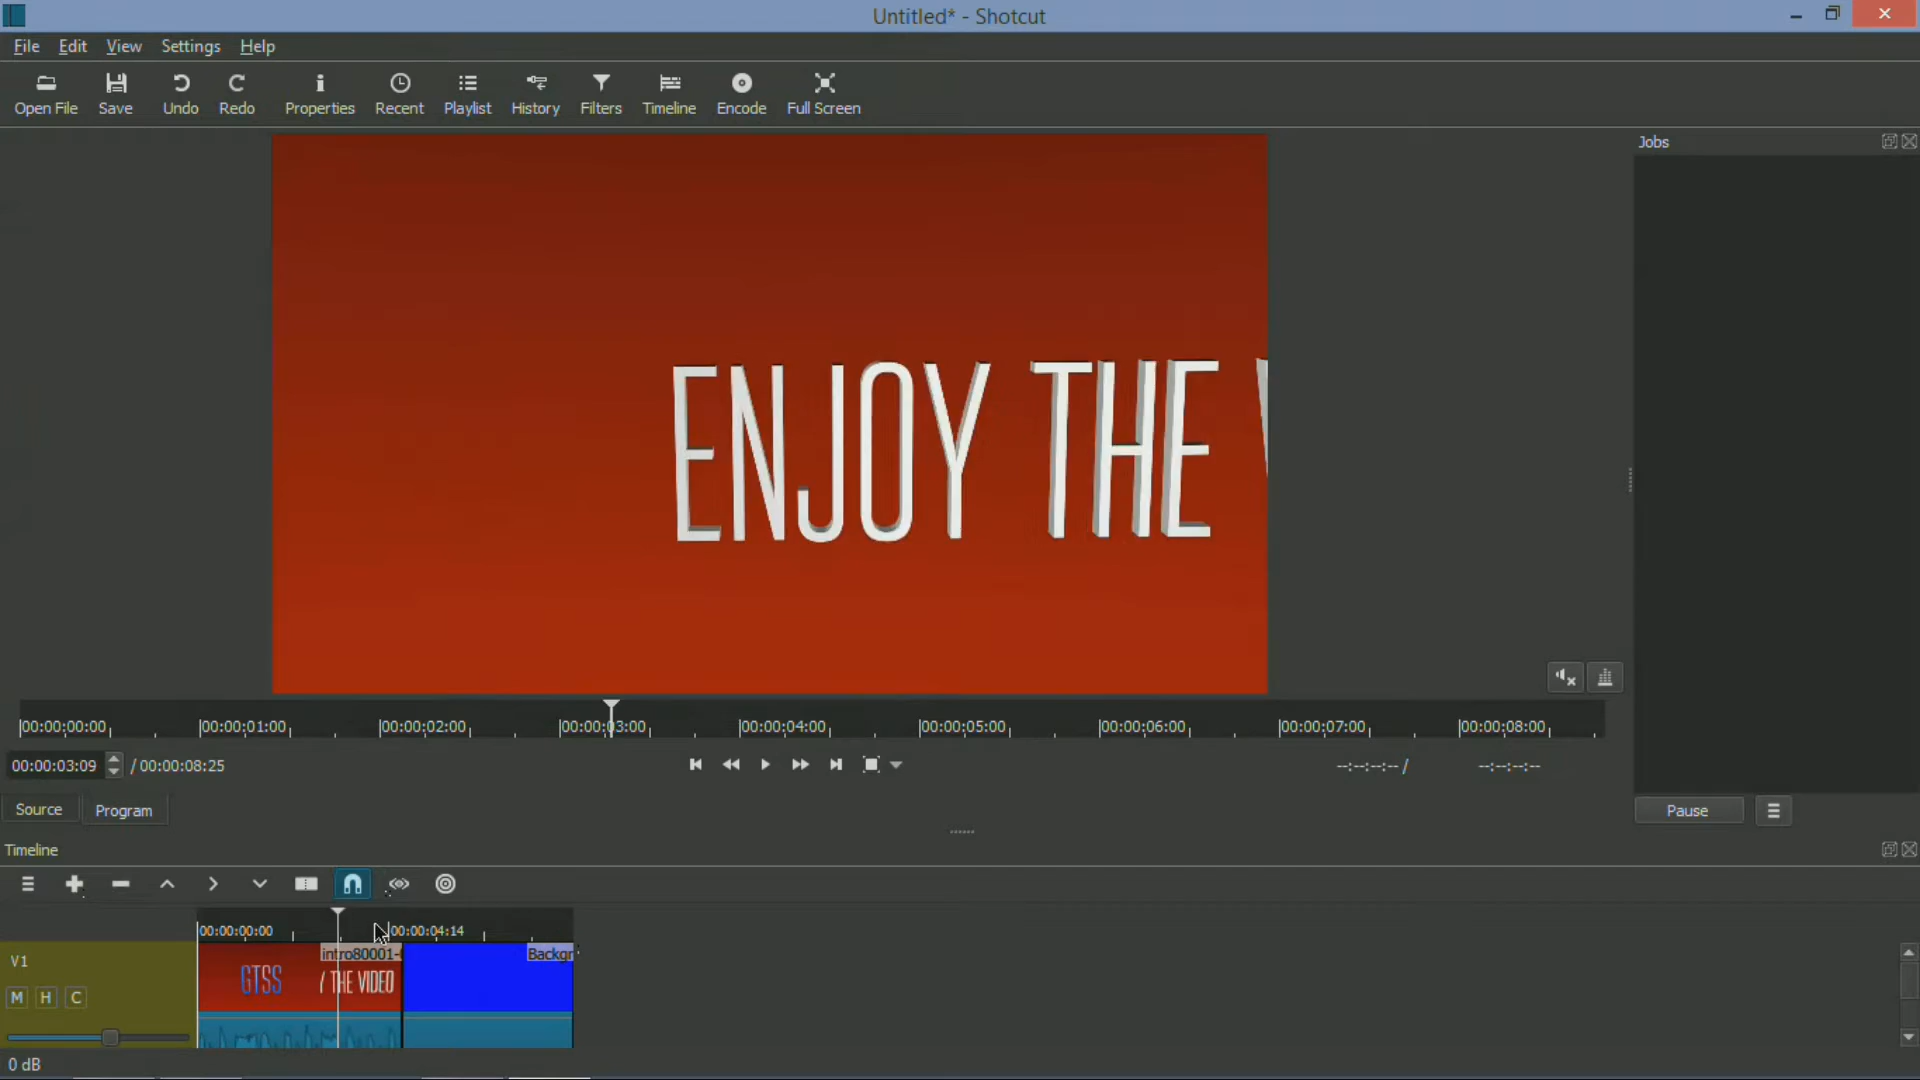 Untitled* - Shotcut
File Edit View Settings Help
Open File Save Undo Redo Properties Recent Playlist History Filters Timeline Encode Full Screen
Jobs
ENJOY THE
00:00:00:00 00:00:01:00 00:00:02:00 00:00:03:00 00:00:04:00 00:00:05:00 00:00:06:00 00:00:07:00 00:00:08:00
00:00:03:09 / 00:00:08:25 --:--:--:-- / --:--:--:--
Source Program
Pause
Timeline
00:00:00:00 00:00:04:14
V1 intro80001- Backgr
GTSS / THE VIDEO
M H C
0 dB